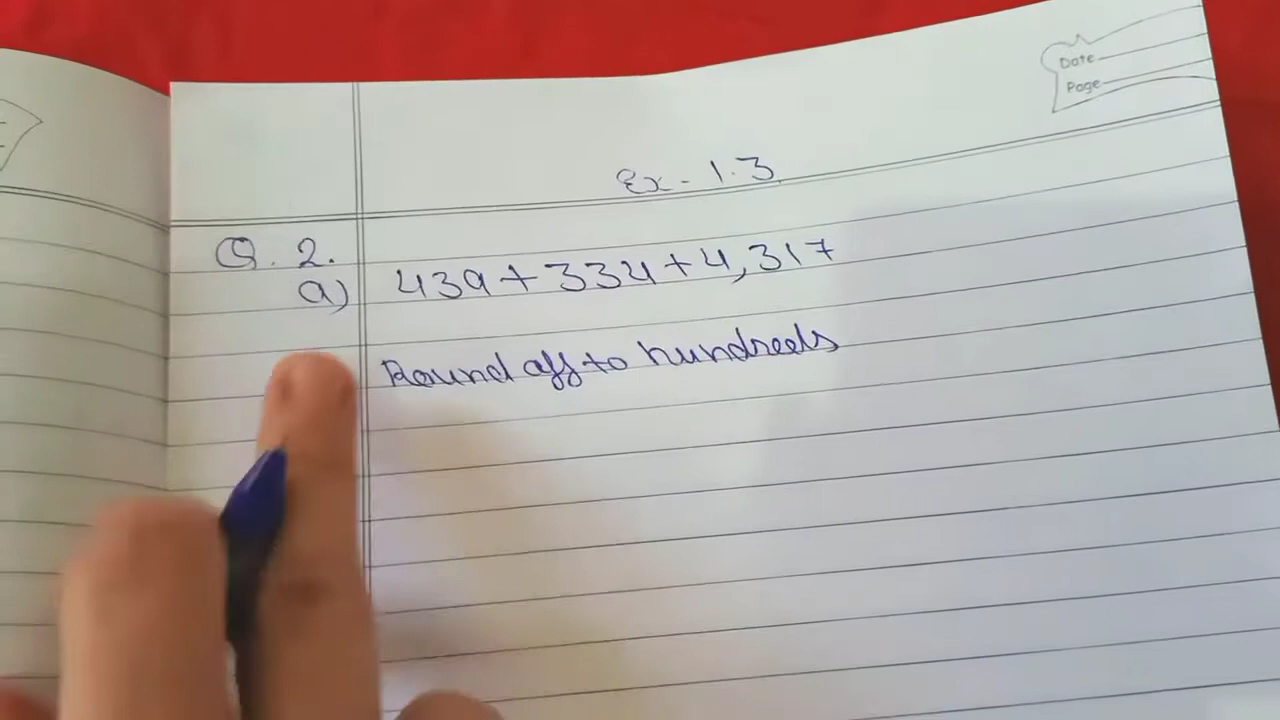 Date
Page
Ex - 1.3
Q. 2.
a) 439 + 334 + 4,317
Round off to hundreds